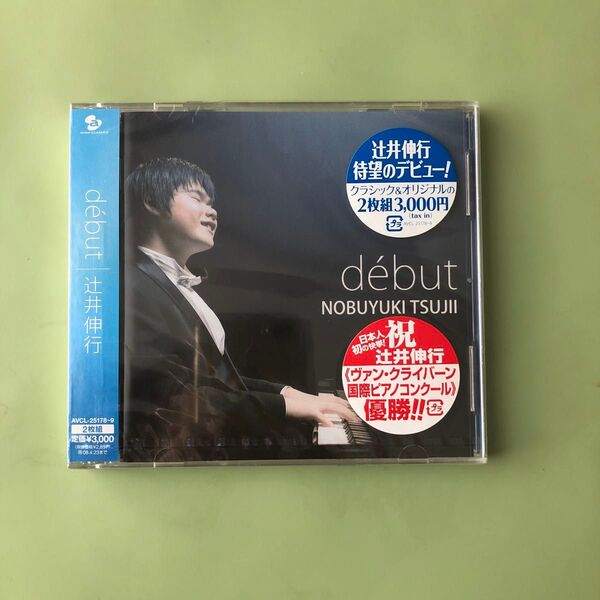 début
辻井伸行
AVCL-25178~9
2枚組
定価¥3,000
辻井伸行
待望のデビュー!
クラシック&オリジナルの
2枚組3,000円
(tax in)
AVCL-25178~9
début
NOBUYUKI TSUJII
日本人
初の快挙!
祝
辻井伸行
《ヴァン・クライバーン
国際ピアノコンクール》
優勝!!